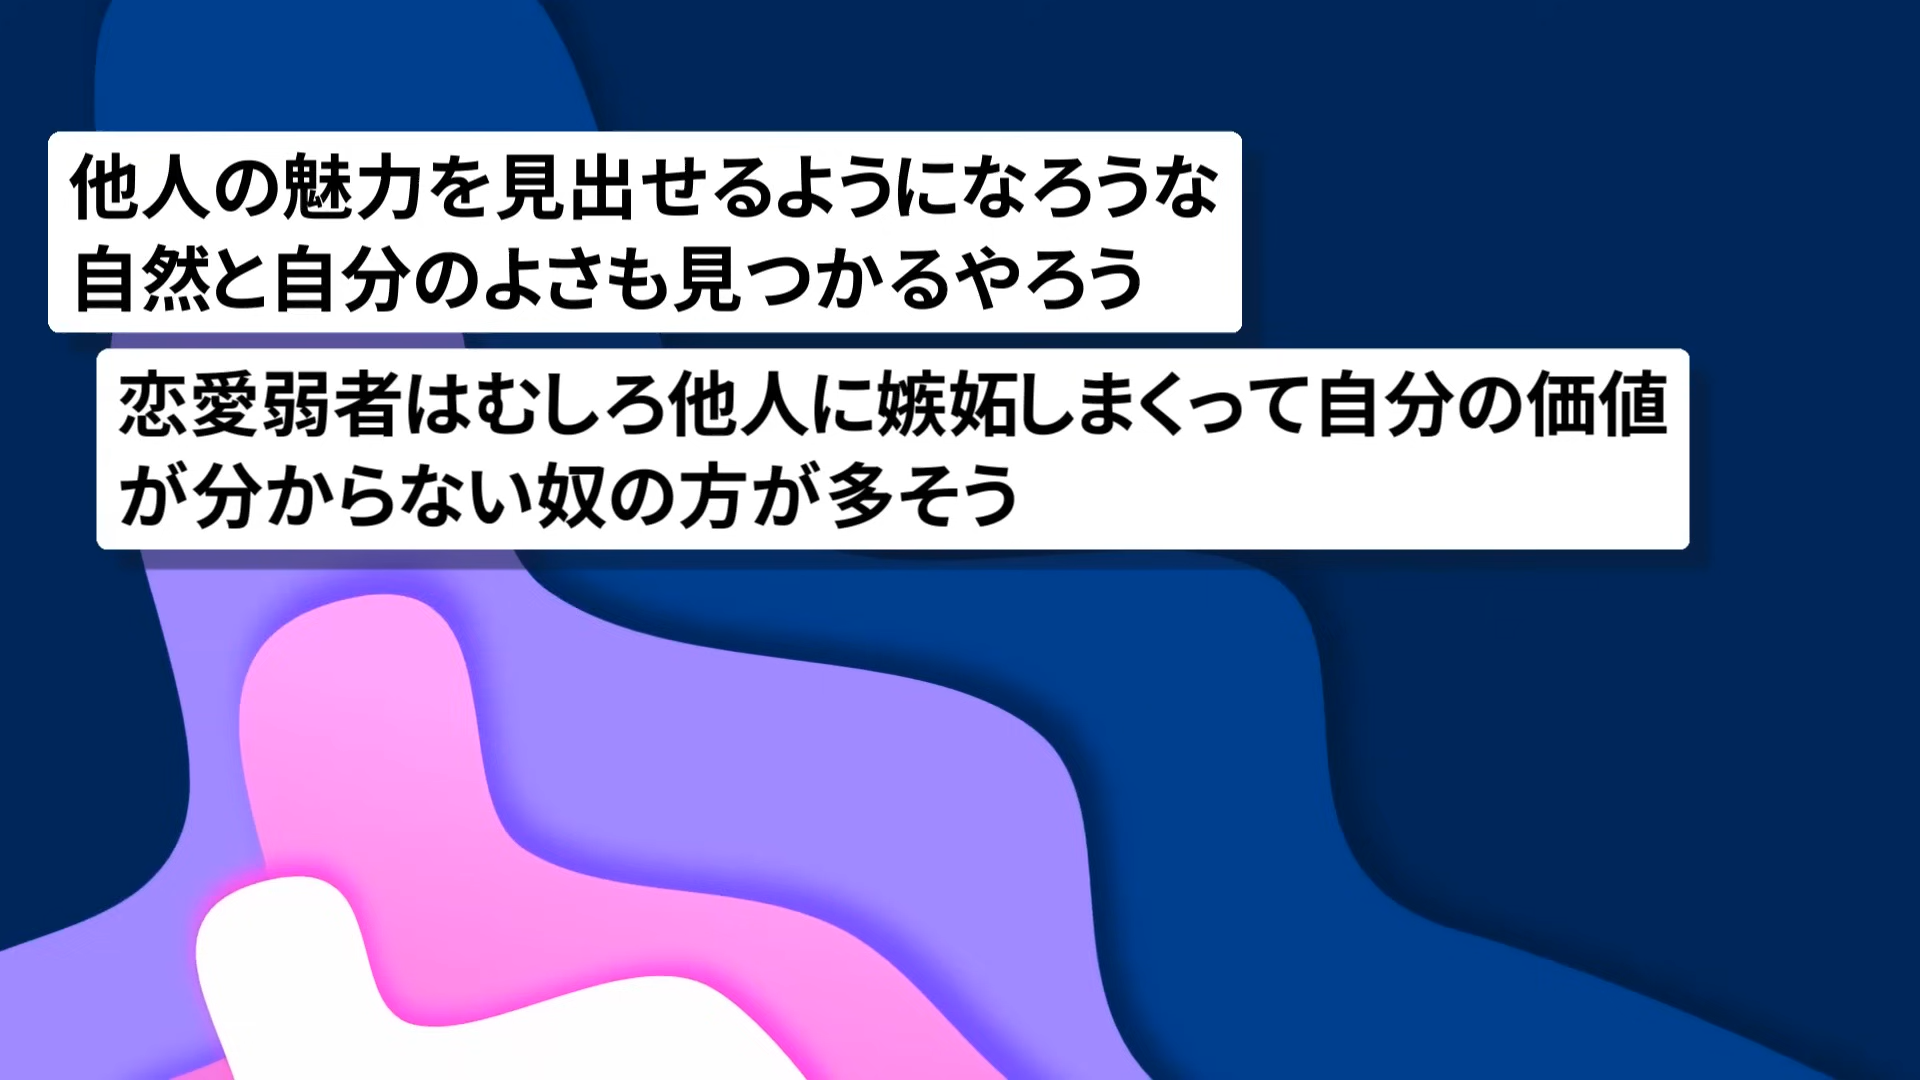 他人の魅力を見出せるようになろうな
自然と自分のよさも見つかるやろう
恋愛弱者はむしろ他人に嫉妬しまくって自分の価値
が分からない奴の方が多そう